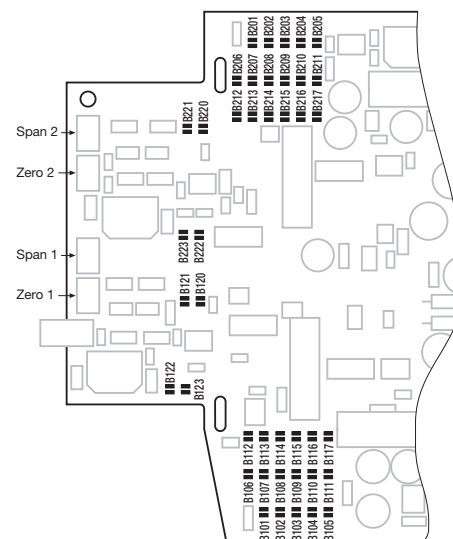 B201 B202 B203 B204 B205
B206 B207 B208 B209 B210 B211
B212 B213 B214 B215 B216 B217
B221 B220
Span 2
Zero 2
B223 B222
Span 1
B121 B120
Zero 1
B122 B123
B112 B113 B114 B115 B116 B117
B106 B107 B108 B109 B110 B111
B101 B102 B103 B104 B105